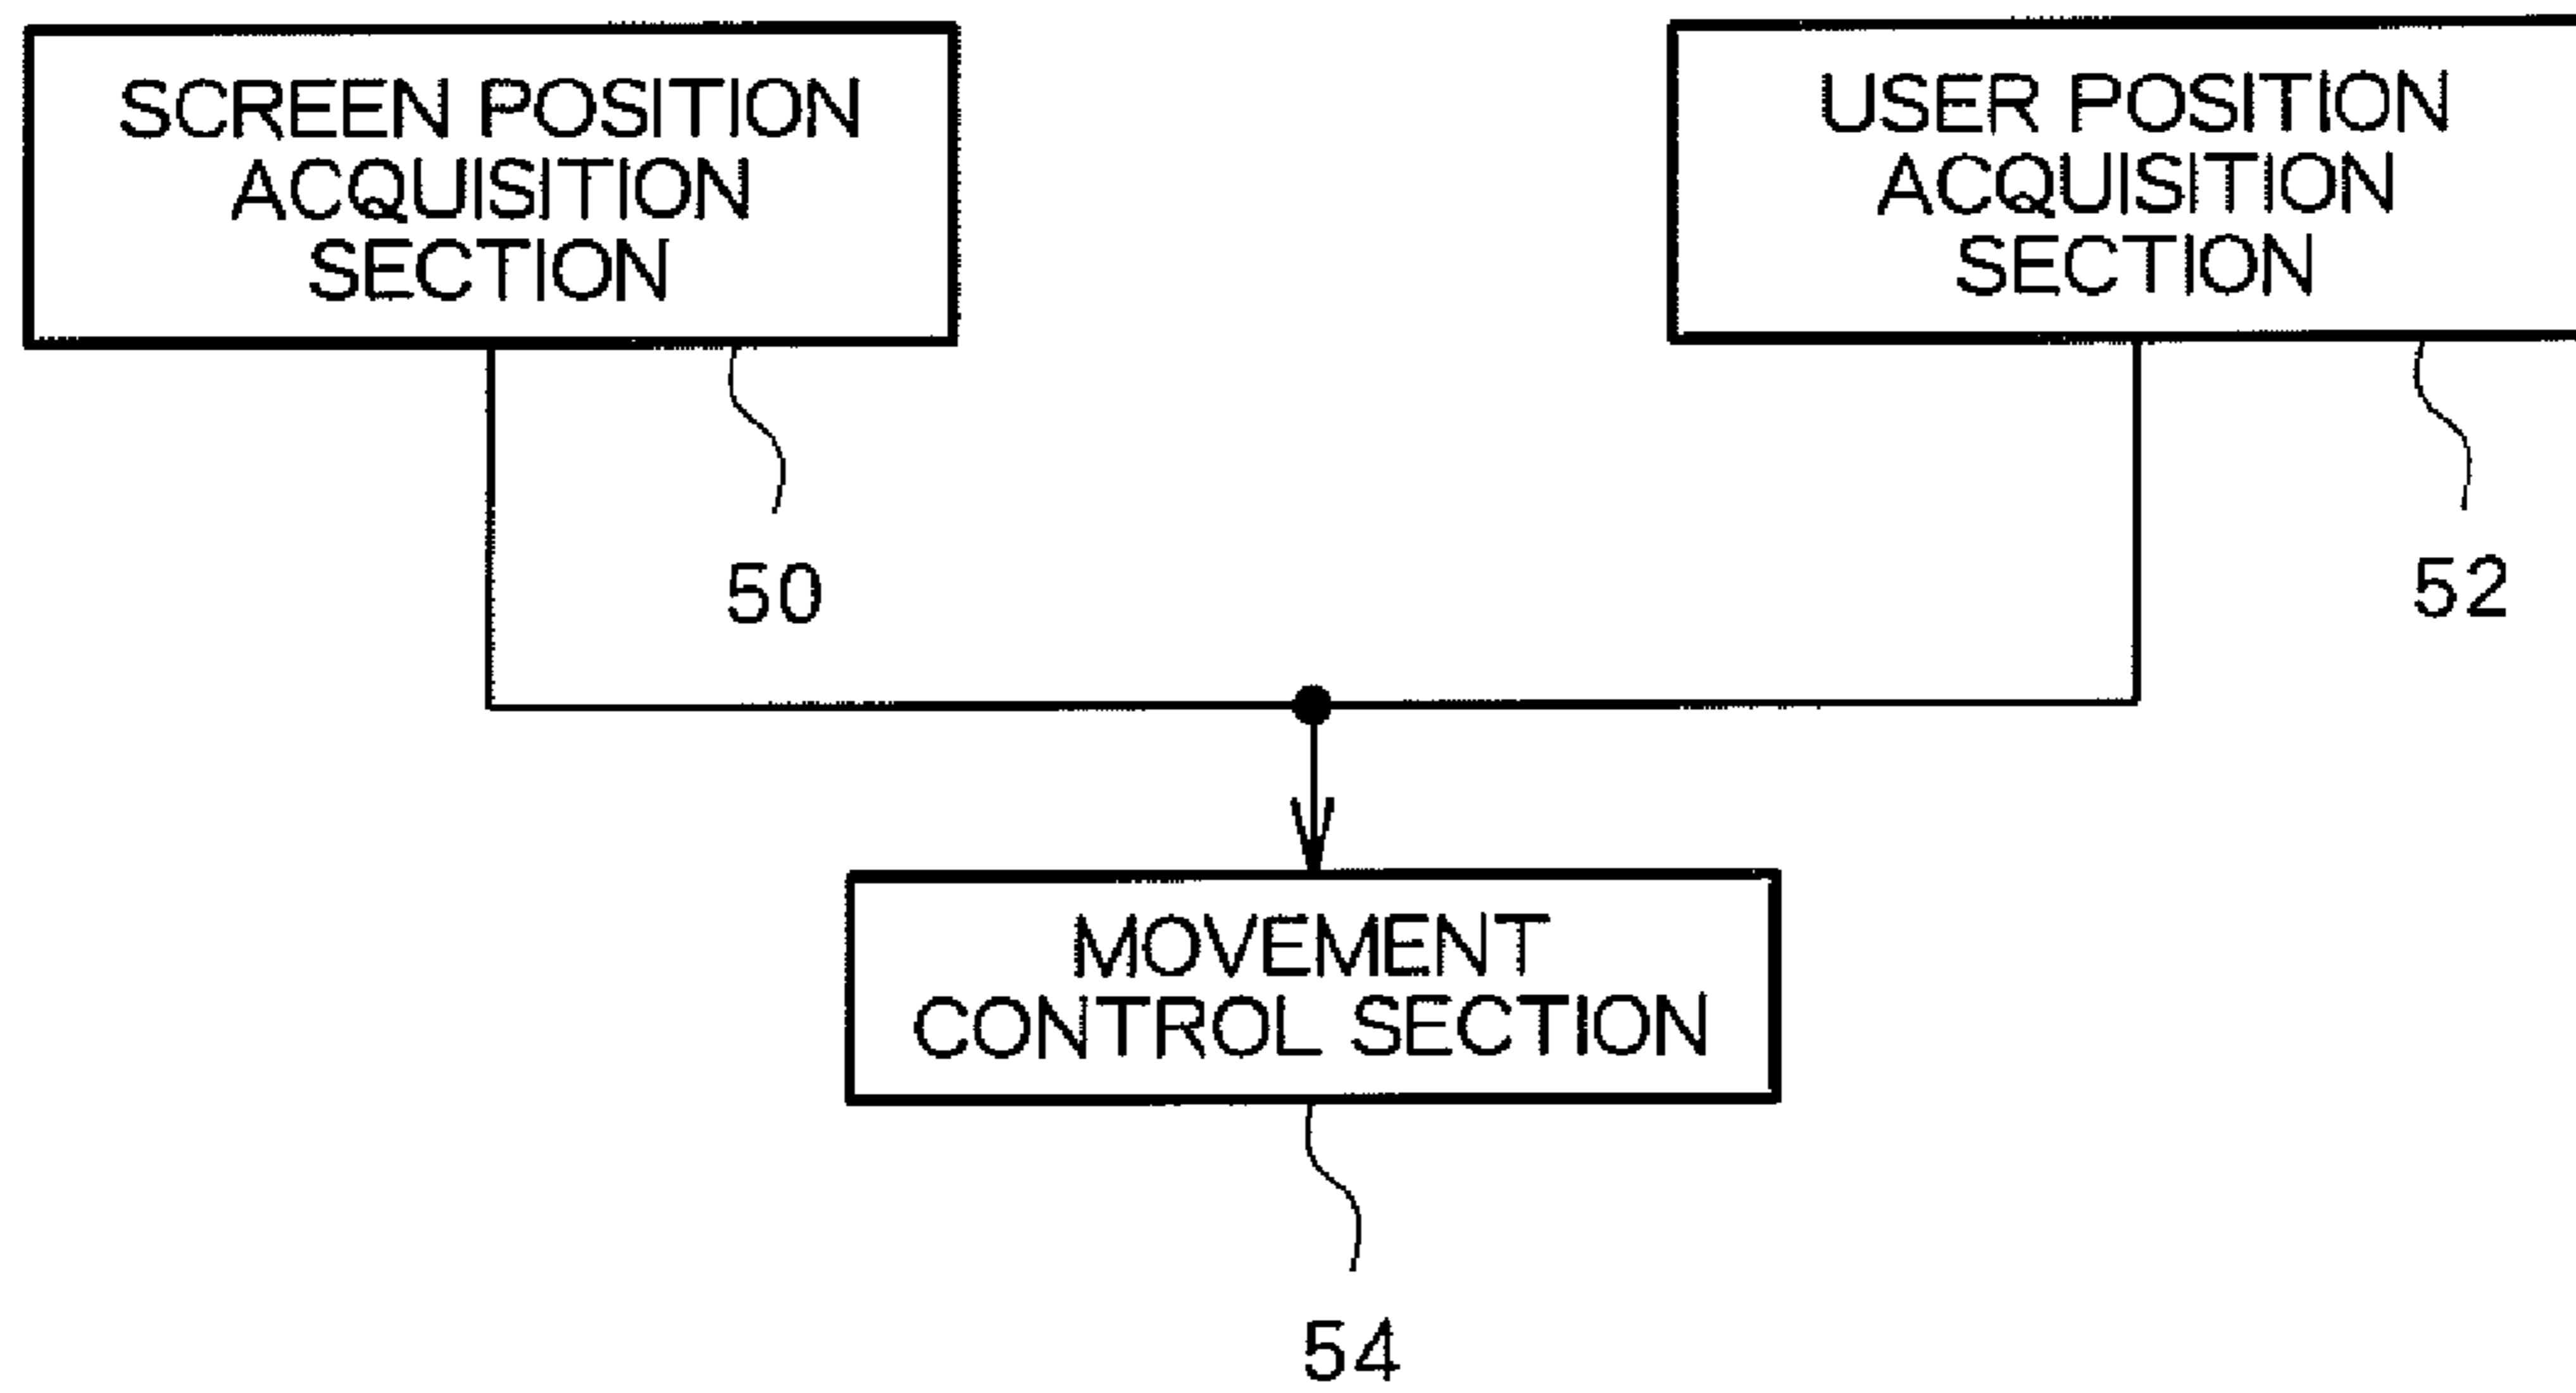 SCREEN POSITION
ACQUISITION
SECTION
50
USER POSITION
ACQUISITION
SECTION
52
MOVEMENT
CONTROL SECTION
54